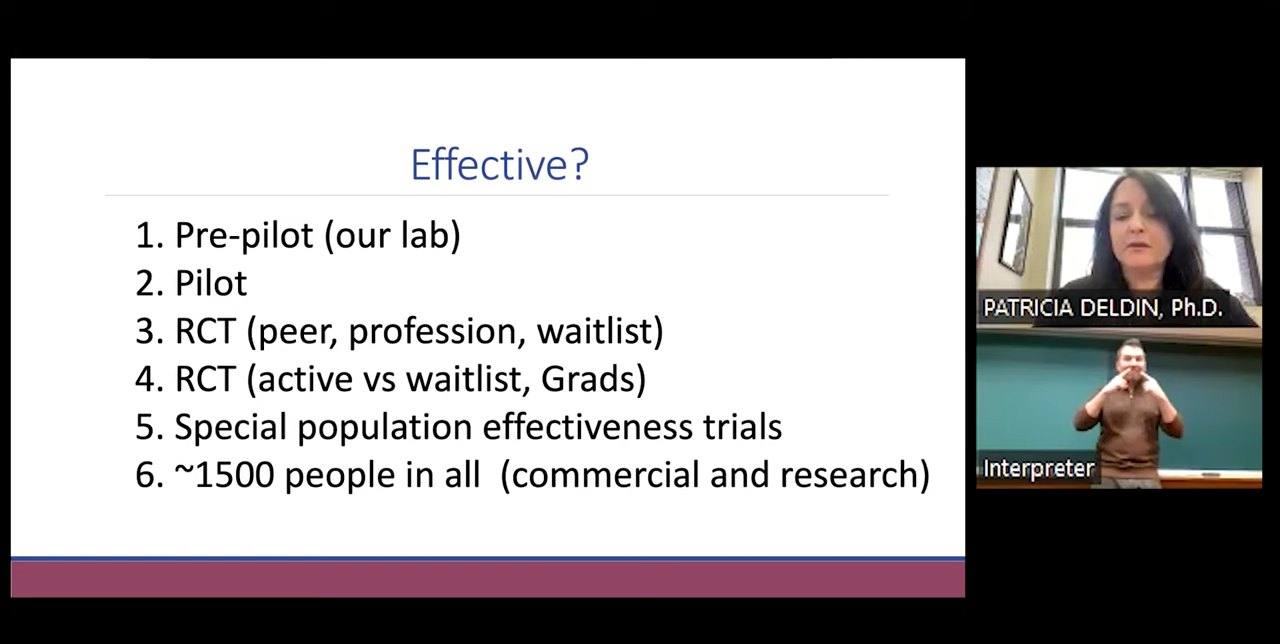 Effective?
1. Pre-pilot (our lab)
2. Pilot
3. RCT (peer, profession, waitlist)
4. RCT (active vs waitlist, Grads)
5. Special population effectiveness trials
6. ~1500 people in all  (commercial and research)
PATRICIA DELDIN, Ph.D.
Interpreter